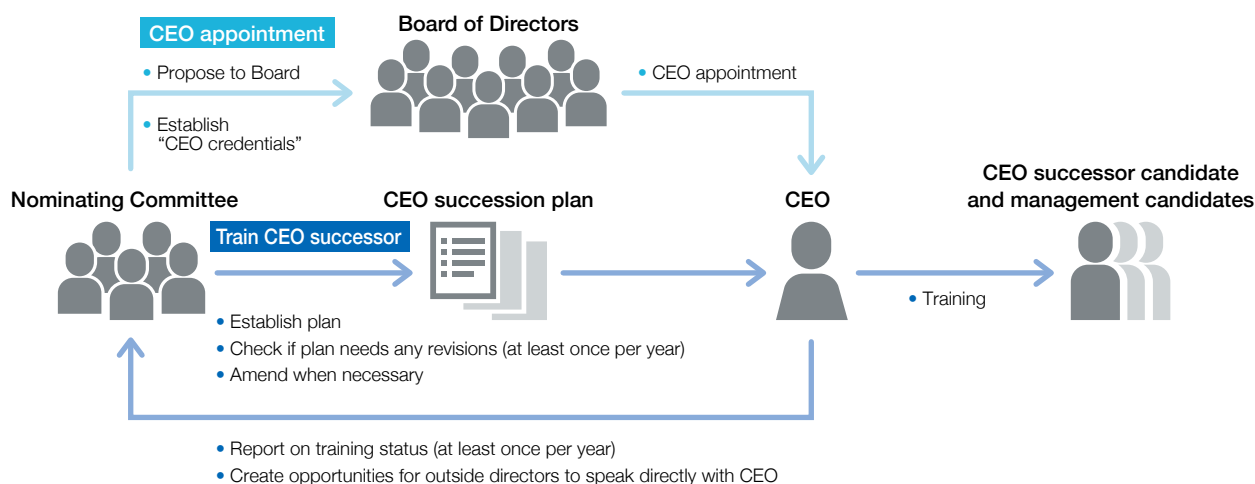 Board of Directors
CEO appointment
• Propose to Board
• CEO appointment
• Establish
“CEO credentials”
CEO successor candidate
and management candidates
Nominating Committee
CEO succession plan
CEO
Train CEO successor
• Training
• Establish plan
• Check if plan needs any revisions (at least once per year)
• Amend when necessary
• Report on training status (at least once per year)
• Create opportunities for outside directors to speak directly with CEO